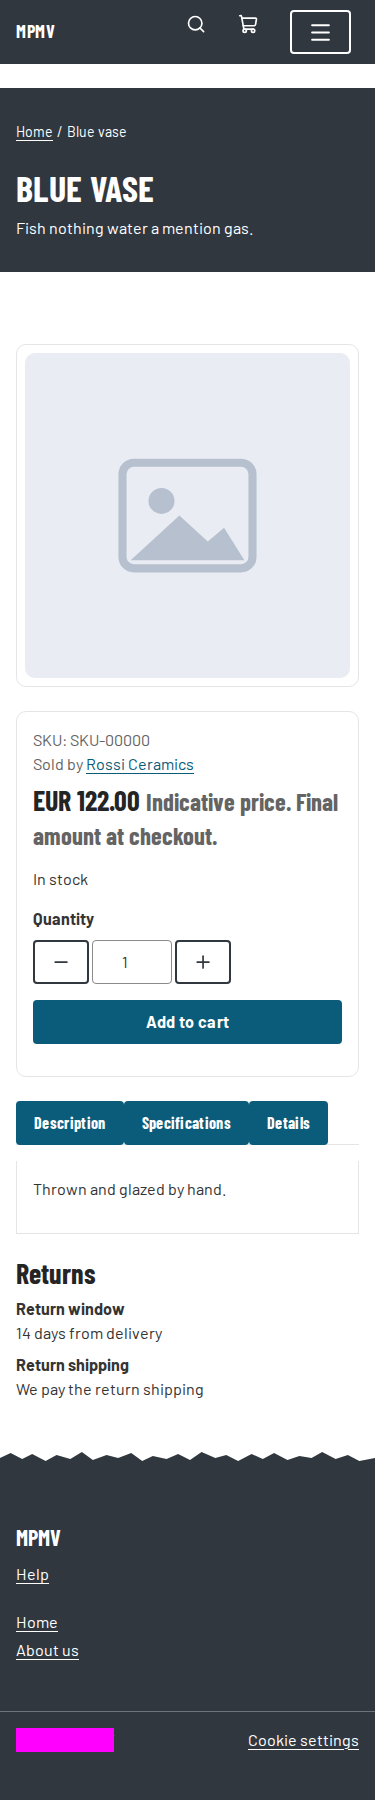 MPMV
Home / Blue vase
BLUE VASE
Fish nothing water a mention gas.
SKU: SKU-00000
Sold by Rossi Ceramics
EUR 122.00 Indicative price. Final
amount at checkout.
In stock
Quantity
1
Add to cart
Description Specifications Details
Thrown and glazed by hand.
Returns
Return window
14 days from delivery
Return shipping
We pay the return shipping
MPMV
Help
Home
About us
Cookie settings